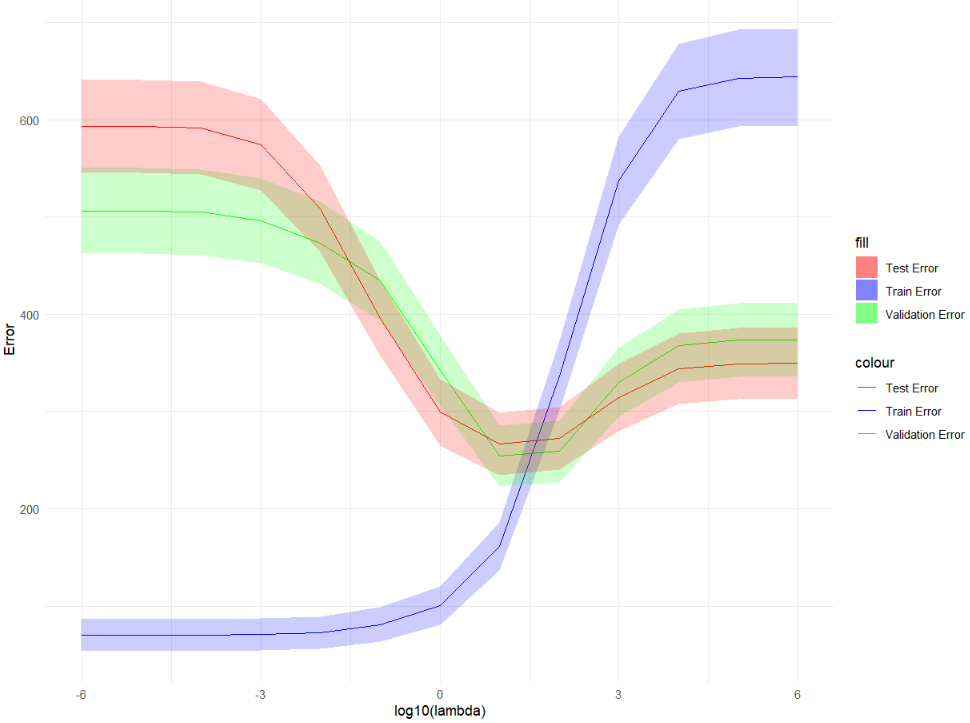 600
400
200
Error
-6
-3
0
3
6
log10(lambda)
fill
Test Error
Train Error
Validation Error
colour
Test Error
Train Error
Validation Error